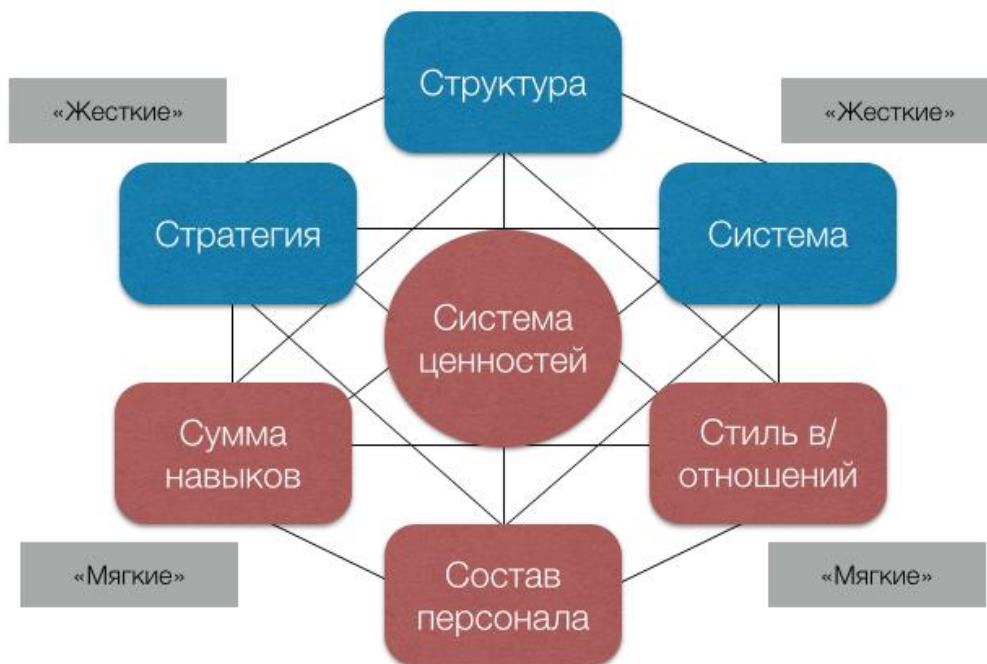 Структура
«Жесткие»
«Жесткие»
Стратегия
Система
Система
ценностей
Сумма
навыков
Стиль в/
отношений
«Мягкие»
Состав
персонала
«Мягкие»